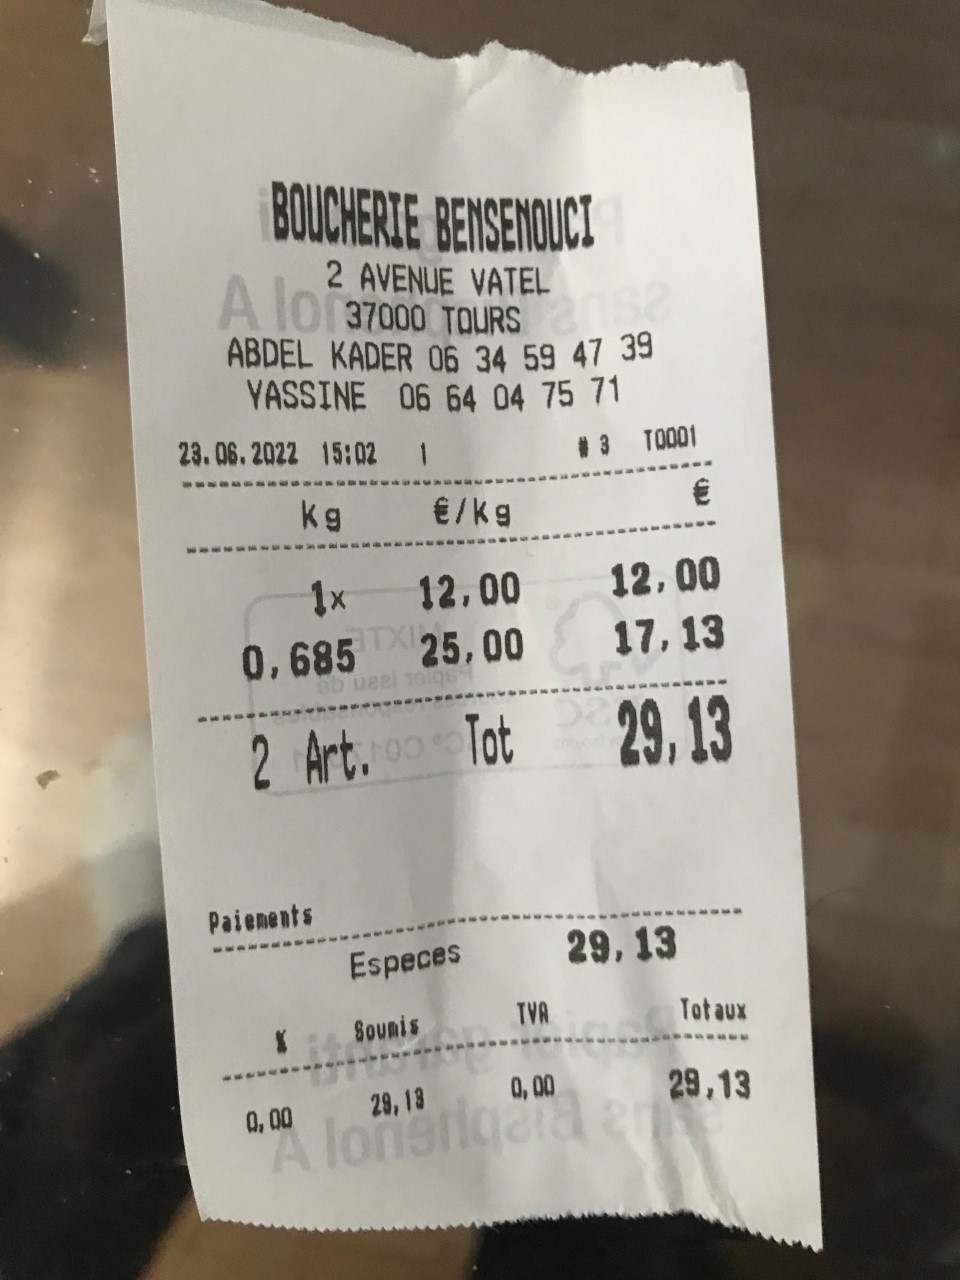 BOUCHERIE BENSENOUCI
2 AVENUE VATEL
37000 TOURS
ABDEL KADER 06 34 59 47 39
YASSINE 06 64 04 75 71
23.06.2022 15:02 1 # 3 T0001
kg €/kg €
1x 12,00 12,00
0,685 25,00 17,13
2 Art. Tot 29,13
Paiements
Especes 29,13
% Soumis TVA Totaux
0,00 29,13 0,00 29,13